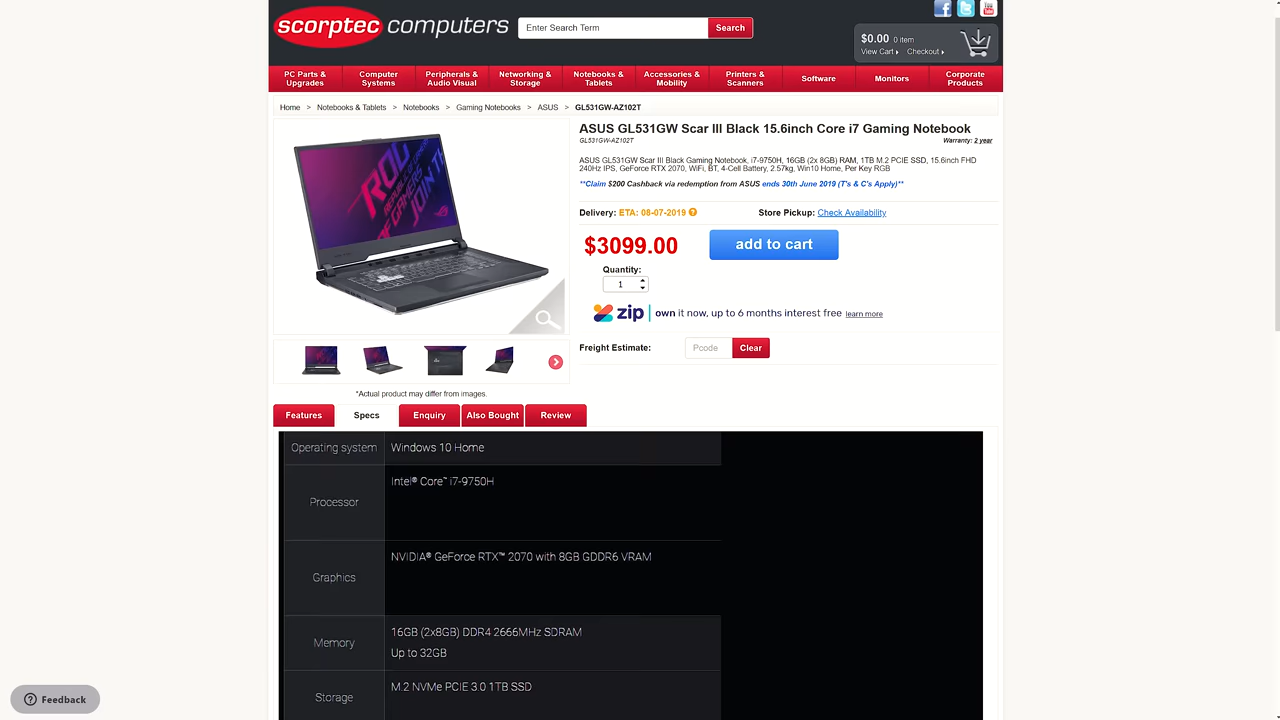 scorptec computers
Enter Search Term
Search
You Tube
$0.00 0 item
View Cart
Checkout
PC Parts & Upgrades
Computer Systems
Peripherals & Audio Visual
Networking & Storage
Notebooks & Tablets
Accessories & Mobility
Printers & Scanners
Software
Monitors
Corporate Products
Home > Notebooks & Tablets > Notebooks > Gaming Notebooks > ASUS > GL531GW-AZ102T
ASUS GL531GW Scar III Black 15.6inch Core i7 Gaming Notebook
GL531GW-AZ102T
Warranty: 2 year
ASUS GL531GW Scar III Black Gaming Notebook, i7-9750H, 16GB (2x 8GB) RAM, 1TB M.2 PCIE SSD, 15.6inch FHD
240Hz IPS, GeForce RTX 2070, WiFi, BT, 4-Cell Battery, 2.57kg, Win10 Home, Per Key RGB
**Claim $200 Cashback via redemption from ASUS ends 30th June 2019 (T's & C's Apply)**
Delivery: ETA: 08-07-2019 ?
Store Pickup: Check Availability
$3099.00
add to cart
Quantity:
1
zip own it now, up to 6 months interest free learn more
Freight Estimate:
Pcode
Clear
*Actual product may differ from images.
Features
Specs
Enquiry
Also Bought
Review
Operating system
Windows 10 Home
Processor
Intel® Core™ i7-9750H
Graphics
NVIDIA® GeForce RTX™ 2070 with 8GB GDDR6 VRAM
Memory
16GB (2x8GB) DDR4 2666MHz SDRAM
Up to 32GB
Storage
M.2 NVMe PCIE 3.0 1TB SSD
? Feedback